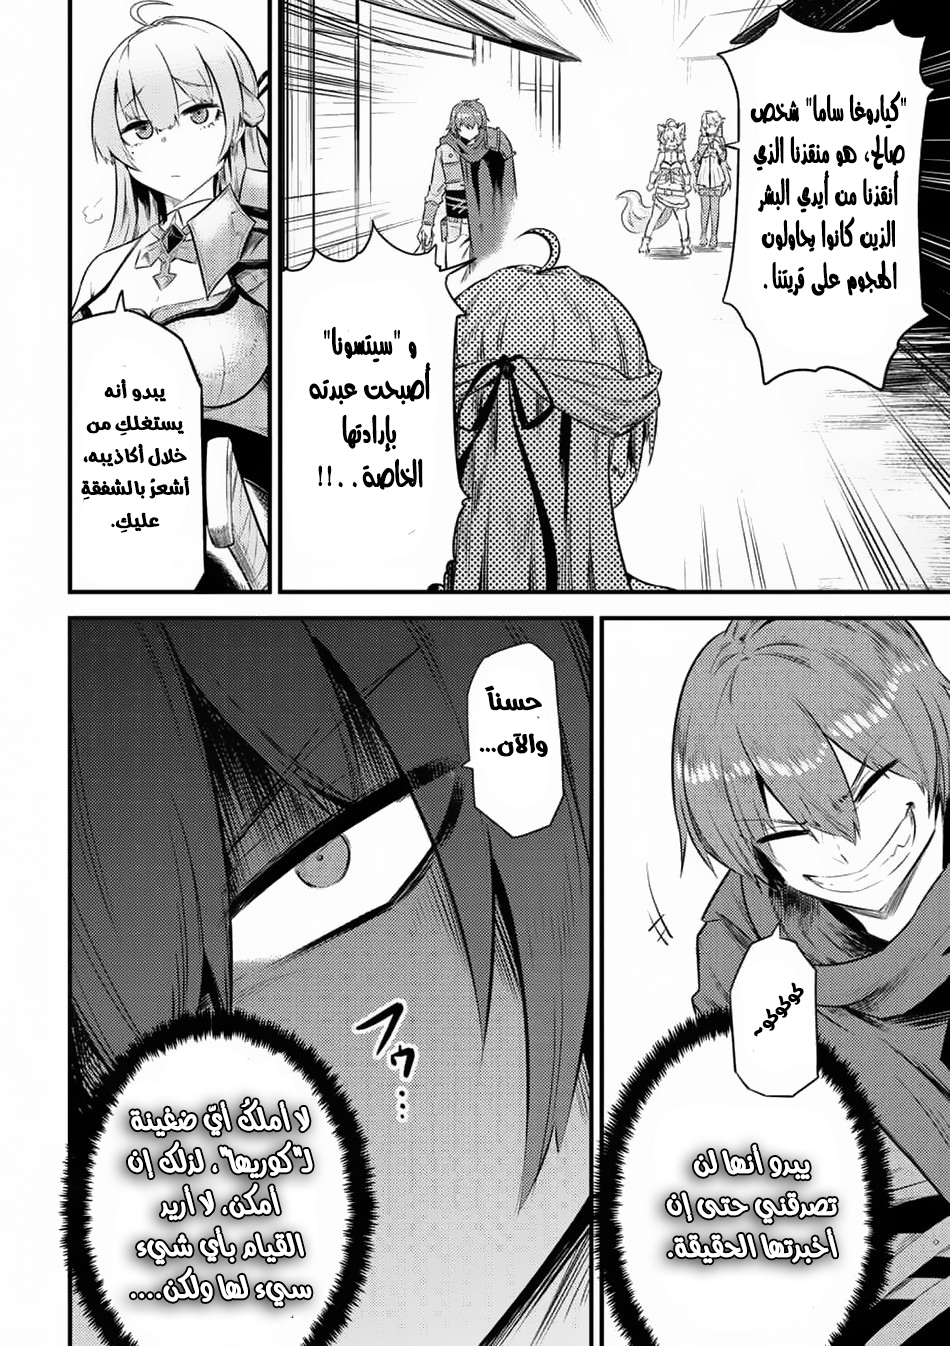 "كياروغا ساما" شخص
صالح، هو منقذنا الذي
أنقذنا من أيدي البشر
الذين كانوا يحاولون
الهجوم على قريتنا.
و "سيتسونا"
أصبحت عبدته
بإرادتها
الخاصة..!!
يبدو أنه
يستغلكِ من
خلال أكاذيبه،
أشعرُ بالشفقةِ
عليكِ.
كوكوكو~
يبدو أنها لن
تصدقني حتى إن
أخبرتها الحقيقة.
حسناً
والآن...
フゥ...
لا أملكُ أيّ ضغينة
لـ"كوريها"، لذلك إن
أمكن، لا أريد
القيام بأي شيء
سيء لها ولكن....